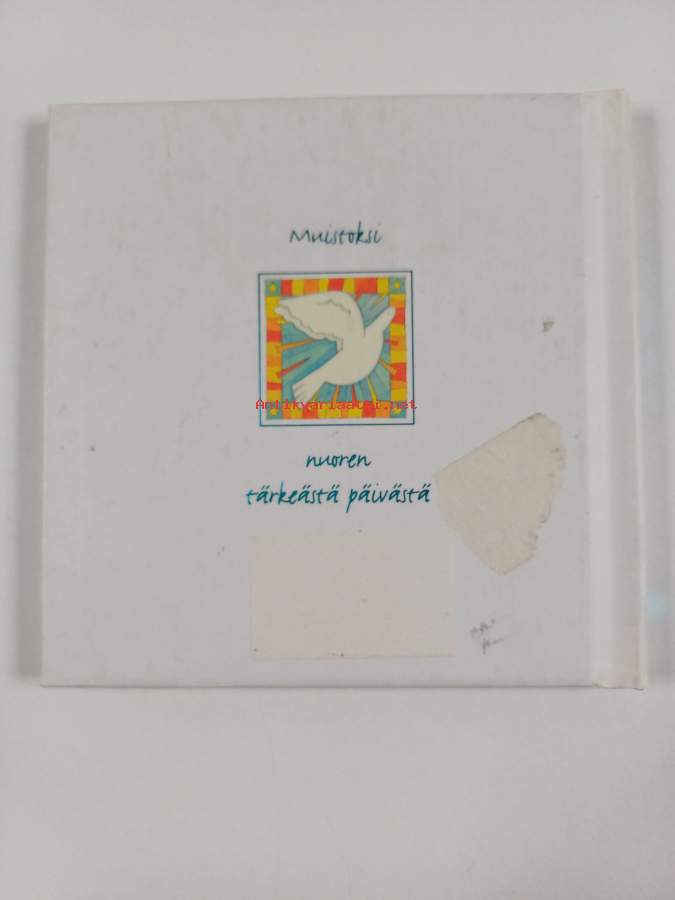 Muistoksi
Antikvariaatti.net
nuoren
tärkeästä päivästä